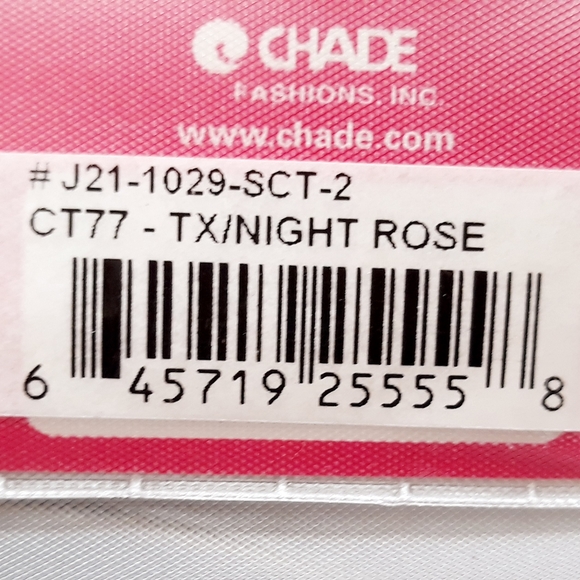 CHADE
FASHIONS, INC.
www.chade.com
# J21-1029-SCT-2
CT77 - TX/NIGHT ROSE
6 45719 25555 8